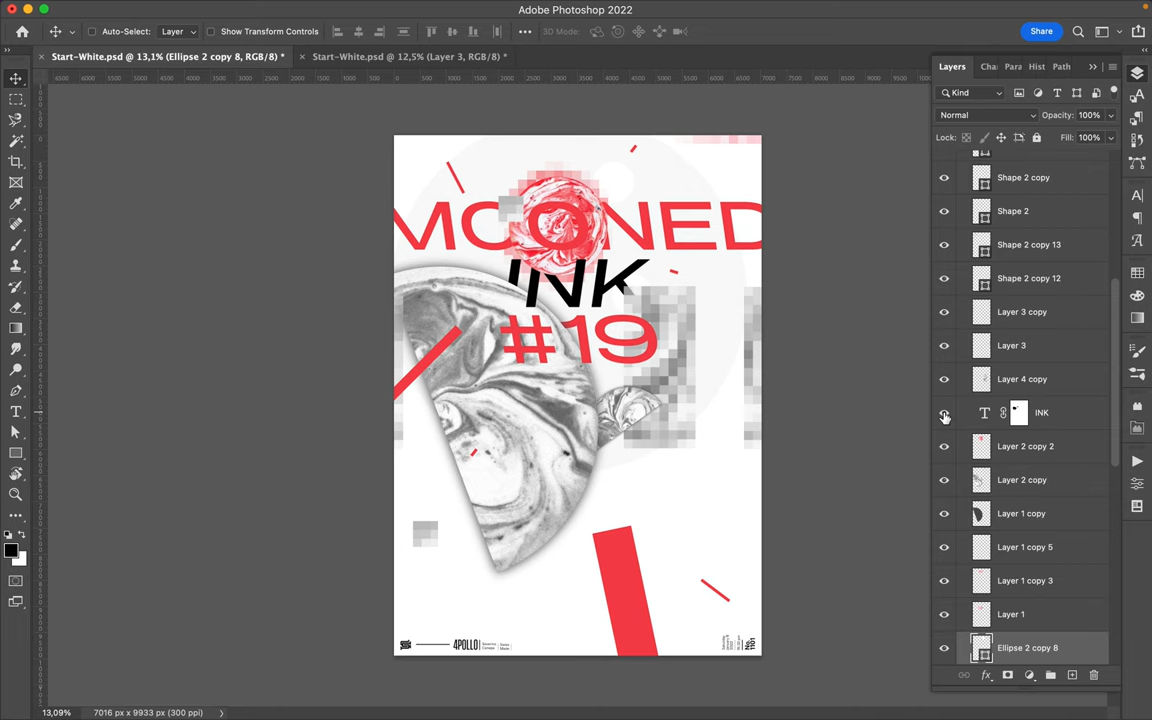 Adobe Photoshop 2022
Auto-Select:
Layer
Show Transform Controls
3D Mode:
Share
Start-White.psd @ 13,1% (Ellipse 2 copy 8, RGB/8) *
Start-White.psd @ 12,5% (Layer 3, RGB/8) *
Layers
Cha
Para
Hist
Path
Kind
Normal
Opacity: 100%
Lock:
Fill: 100%
Shape 2 copy
Shape 2
Shape 2 copy 13
Shape 2 copy 12
Layer 3 copy
Layer 3
Layer 4 copy
INK
Layer 2 copy 2
Layer 2 copy
Layer 1 copy
Layer 1 copy 5
Layer 1 copy 3
Layer 1
Ellipse 2 copy 8
MOONED
INK
#19
4POLLO
No.
1101
13,09%
7016 px x 9933 px (300 ppi)